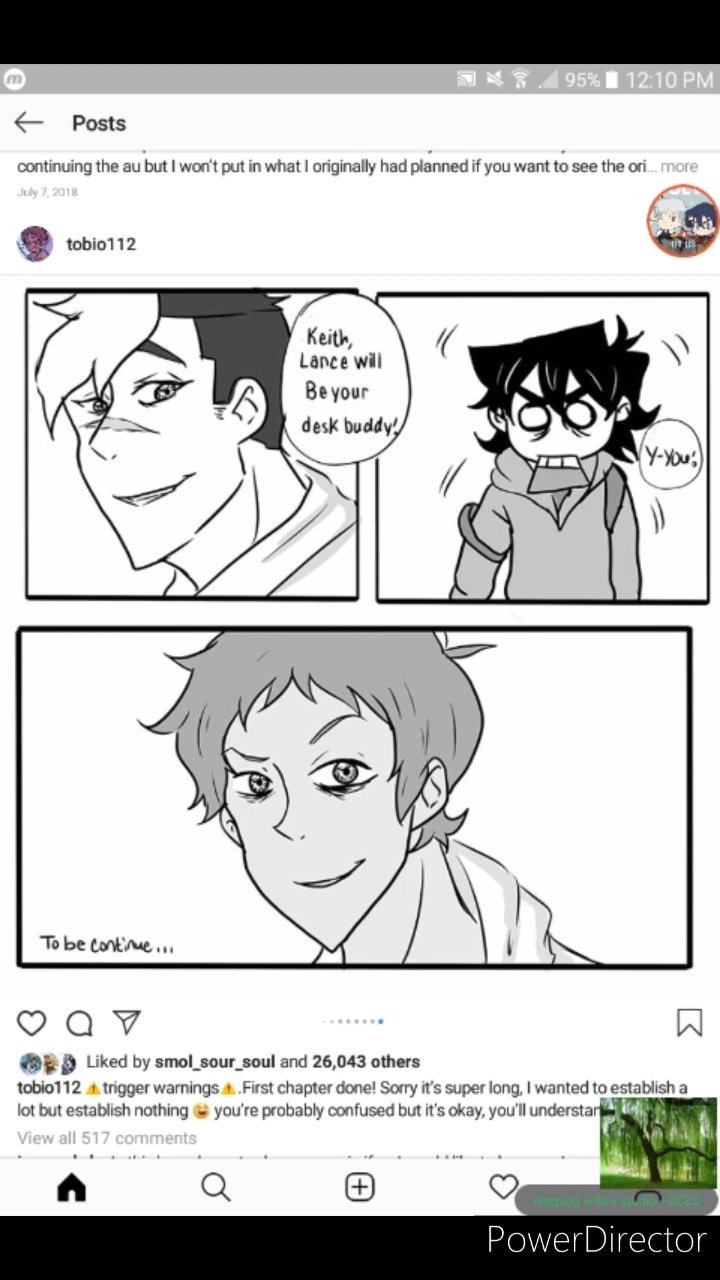 95% 12:10 PM
Posts
continuing the au but I won't put in what I originally had planned if you want to see the ori... more
July 7, 2018
tobio112
Keith,
Lance will
Be your
desk buddy!
Y-you!
To be continue...
Liked by smol_sour_soul and 26,043 others
tobio112 ⚠trigger warnings⚠.First chapter done! Sorry it's super long, I wanted to establish a
lot but establish nothing 😅 you're probably confused but it's okay, you'll understan
View all 517 comments
Weeping willow studio - BCBS
PowerDirector